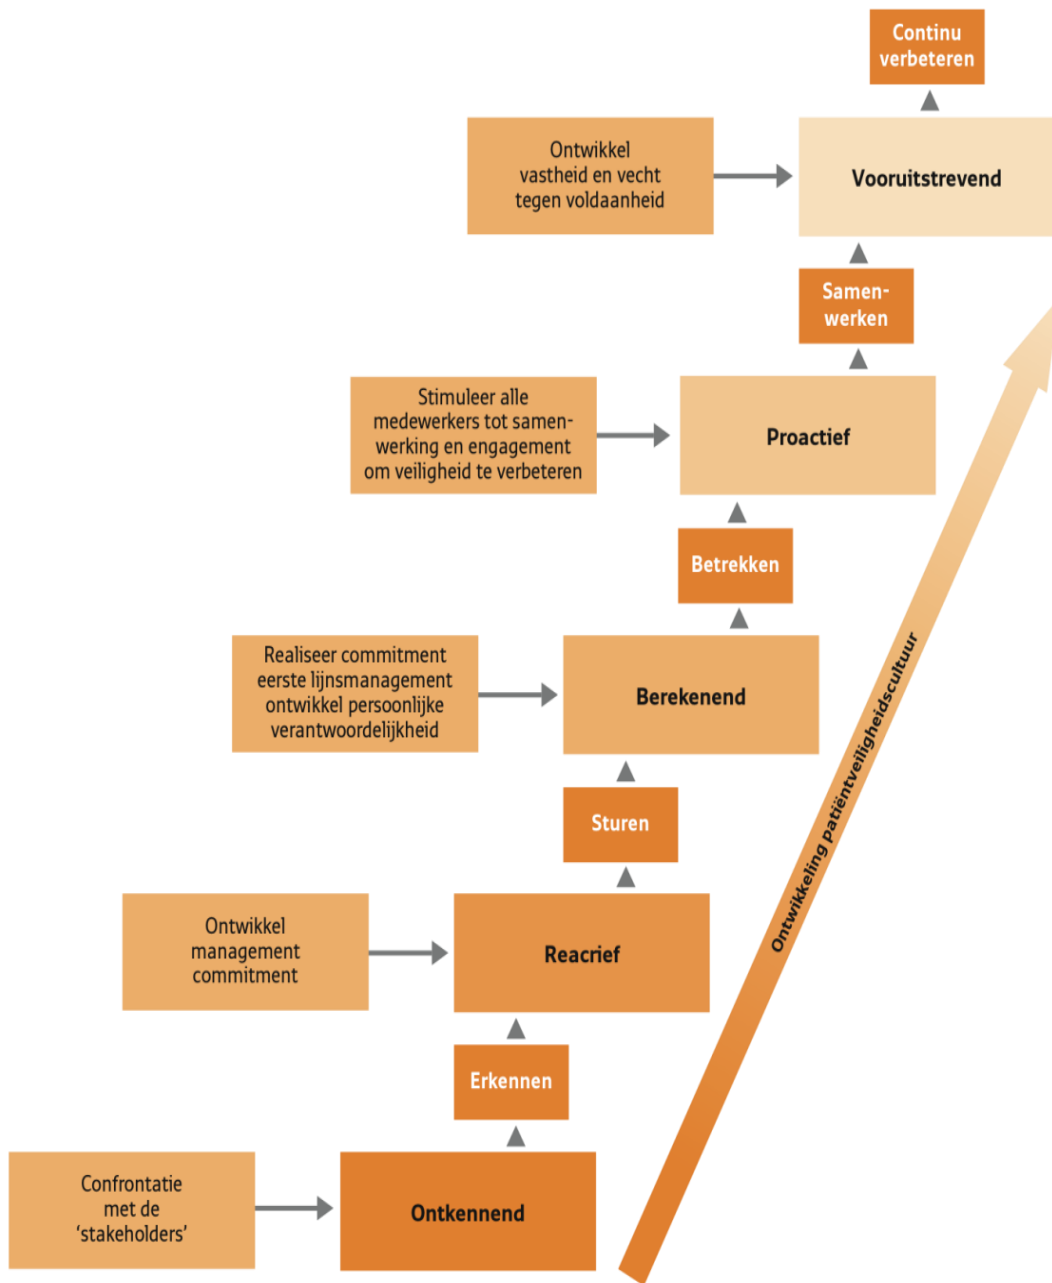 Continu
verbeteren
Ontwikkel
vastheid en vecht
tegen voldaanheid
Vooruitstrevend
Samen-
werken
Stimuleer alle
medewerkers tot samen-
werking en engagement
om veiligheid te verbeteren
Proactief
Betrekken
Realiseer commitment
eerste lijnsmanagement
ontwikkel persoonlijke
verantwoordelijkheid
Berekenend
Sturen
Ontwikkel
management
commitment
Reacrief
Erkennen
Confrontatie
met de
‘stakeholders’
Ontkennend
Ontwikkeling patiëntveiligheidscultuur